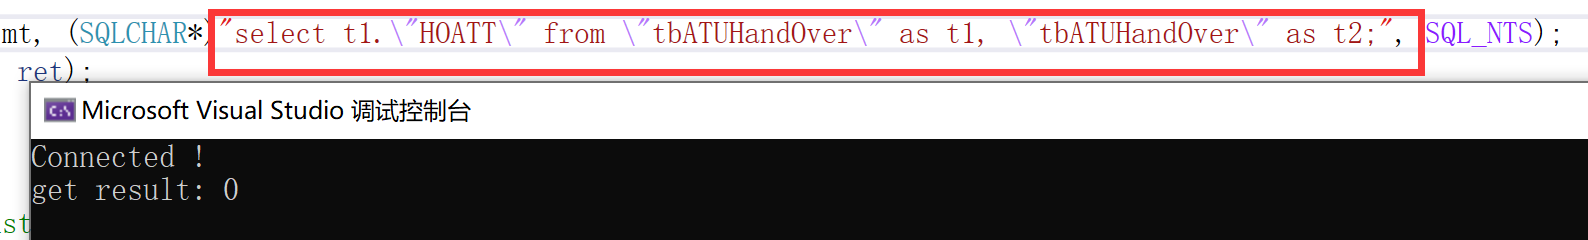 mt, (SQLCHAR*)"select t1.\"HOATT\" from \"tbATUHandOver\" as t1, \"tbATUHandOver\" as t2;", SQL_NTS);
ret);
Microsoft Visual Studio 调试控制台
Connected !
get result: 0
st